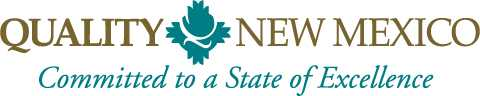 QUALITY NEW MEXICO
Committed to a State of Excellence